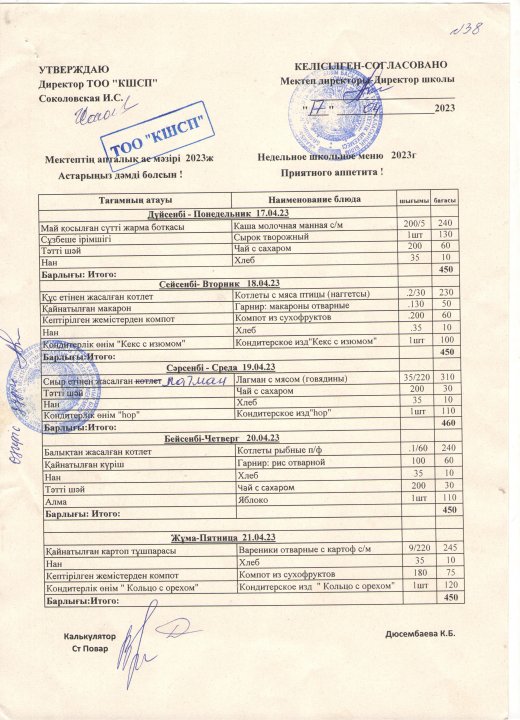 №38
УТВЕРЖДАЮ
Директор ТОО "КШСП"
Соколовская И.С.
ТОО "КШСП"
КЕЛІСІЛГЕН-СОГЛАСОВАНО
Мектеп директоры-Директор школы
"17" 04 2023
Мектептің апталық ас мәзірі 2023ж Недельное школьное меню 2023г
Астарыңыз дәмді болсын ! Приятного аппетита !
Тағамның атауы Наименование блюда шығымы бағасы
Дүйсенбі - Понедельник 17.04.23
Май қосылған сүтті жарма ботқасы Каша молочная манная с/м 200/5 240
Сүзбеше ірімшігі Сырок творожный 1шт 130
Тәтті шәй Чай с сахаром 200 60
Нан Хлеб 35 10
Барлығы: Итого: 450
Сейсенбі- Вторник 18.04.23
Құс етінен жасалған котлет Котлеты с мяса птицы (наггетсы) .2/30 230
Қайнатылған макарон Гарнир: макароны отварные .130 50
Кептірілген жемістерден компот Компот из сухофруктов .200 60
Нан Хлеб .35 10
Кондитерлік өнім "Кекс с изюмом" Кондитерское изд"Кекс с изюмом" 1шт 100
Барлығы:Итого: 450
Сәрсенбі - Среда 19.04.23
Сиыр етінен жасалған котлет лагман Лагман с мясом (говядины) 35/220 310
Тәтті шәй Чай с сахаром 200 30
Нан Хлеб 35 10
Кондитерлік өнім "һор" Кондитерское изд"һор" 1шт 110
Барлығы:Итого: 460
Бейсенбі-Четверг 20.04.23
Балықтан жасалған котлет Котлеты рыбные п/ф .1/60 240
Қайнатылған күріш Гарнир: рис отварной 100 60
Нан Хлеб 35 10
Тәтті шәй Чай с сахаром 200 30
Алма Яблоко 1шт 110
Барлығы: Итого: 450
Жұма-Пятница 21.04.23
Қайнатылған картоп тұшпарасы Вареники отварные с картоф с/м 9/220 245
Нан Хлеб 35 10
Кептірілген жемістерден компот Компот из сухофруктов 180 75
Кондитерлік өнім " Кольцо с орехом" Кондитерское изд " Кольцо с орехом" 1шт 120
Барлығы:Итого: 450
Калькулятор Дюсембаева К.Б.
Ст Повар